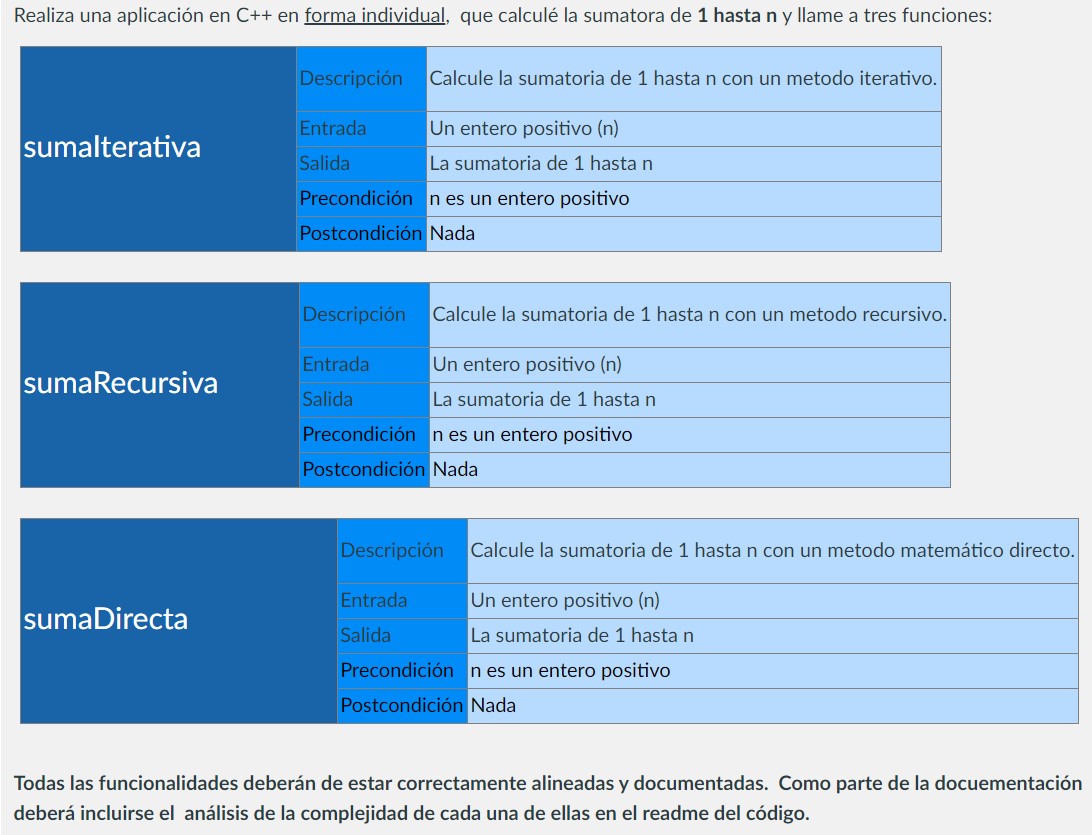 Realiza una aplicación en C++ en forma individual,  que calculé la sumatora de 1 hasta n y llame a tres funciones:
sumaIterativa
Descripción
Calcule la sumatoria de 1 hasta n con un metodo iterativo.
Entrada
Un entero positivo (n)
Salida
La sumatoria de 1 hasta n
Precondición
n es un entero positivo
Postcondición
Nada
sumaRecursiva
Descripción
Calcule la sumatoria de 1 hasta n con un metodo recursivo.
Entrada
Un entero positivo (n)
Salida
La sumatoria de 1 hasta n
Precondición
n es un entero positivo
Postcondición
Nada
sumaDirecta
Descripción
Calcule la sumatoria de 1 hasta n con un metodo matemático directo.
Entrada
Un entero positivo (n)
Salida
La sumatoria de 1 hasta n
Precondición
n es un entero positivo
Postcondición
Nada
Todas las funcionalidades deberán de estar correctamente alineadas y documentadas.  Como parte de la docuementación
deberá incluirse el  análisis de la complejidad de cada una de ellas en el readme del código.